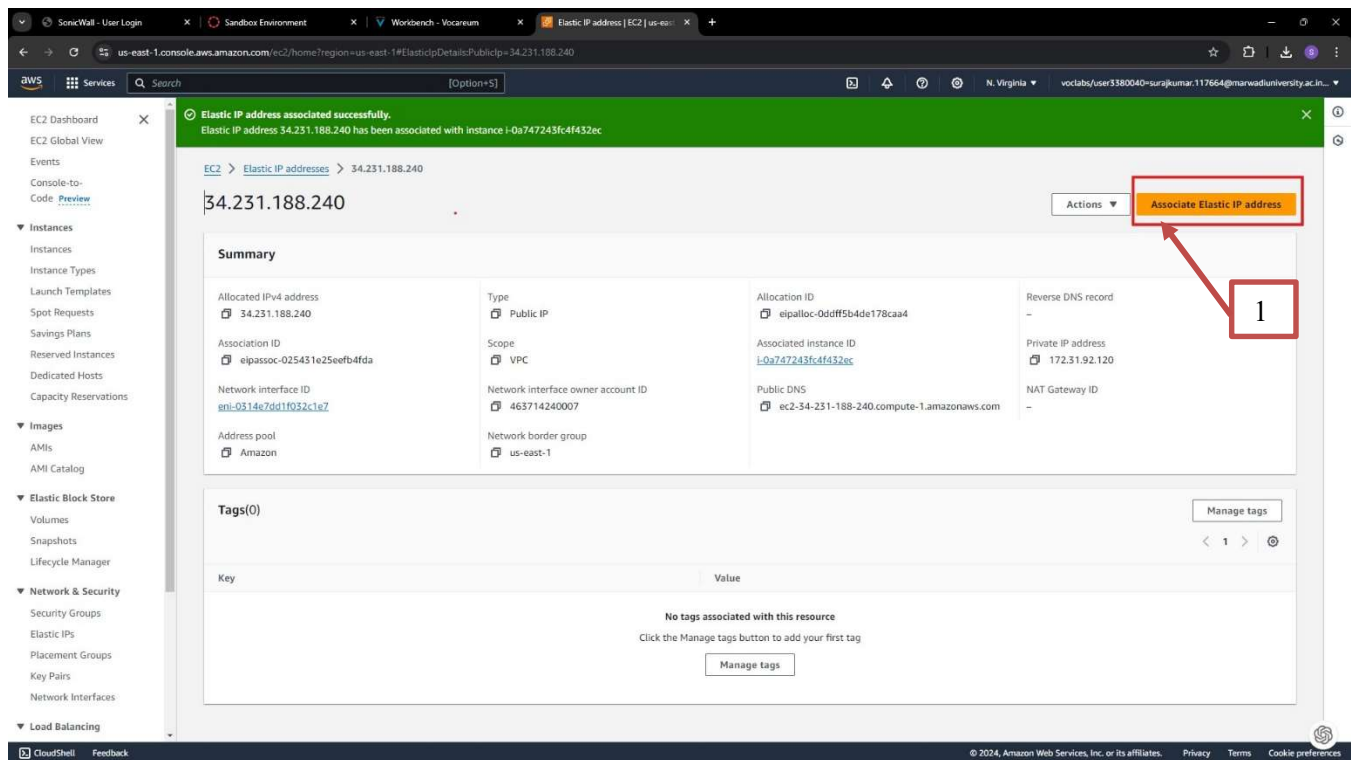 SonicWall - User Login
Sandbox Environment
Workbench - Vocareum
Elastic IP address | EC2 | us-eas
us-east-1.console.aws.amazon.com/ec2/home?region=us-east-1#ElasticIpDetails:PublicIp=34.231.188.240
S
aws
Services
Search
[Option+S]
N. Virginia
voclabs/user3380040=surajkumar.117664@marwadiuniversity.ac.in...
EC2 Dashboard
EC2 Global View
Events
Console-to-
Code Preview
Instances
Instances
Instance Types
Launch Templates
Spot Requests
Savings Plans
Reserved Instances
Dedicated Hosts
Capacity Reservations
Images
AMIs
AMI Catalog
Elastic Block Store
Volumes
Snapshots
Lifecycle Manager
Network & Security
Security Groups
Elastic IPs
Placement Groups
Key Pairs
Network Interfaces
Load Balancing
Elastic IP address associated successfully.
Elastic IP address 34.231.188.240 has been associated with instance i-0a747243fc4f432ec
EC2 > Elastic IP addresses > 34.231.188.240
34.231.188.240
Actions
Associate Elastic IP address
1
Summary
Allocated IPv4 address
34.231.188.240
Type
Public IP
Allocation ID
eipalloc-0ddff5b4de178caa4
Reverse DNS record
–
Association ID
eipassoc-025431e25eefb4fda
Scope
VPC
Associated instance ID
i-0a747243fc4f432ec
Private IP address
172.31.92.120
Network interface ID
eni-0314e7dd1f032c1e7
Network interface owner account ID
463714240007
Public DNS
ec2-34-231-188-240.compute-1.amazonaws.com
NAT Gateway ID
–
Address pool
Amazon
Network border group
us-east-1
Tags(0)
Manage tags
< 1 >
Key
Value
No tags associated with this resource
Click the Manage tags button to add your first tag
Manage tags
CloudShell
Feedback
© 2024, Amazon Web Services, Inc. or its affiliates.
Privacy
Terms
Cookie preferences